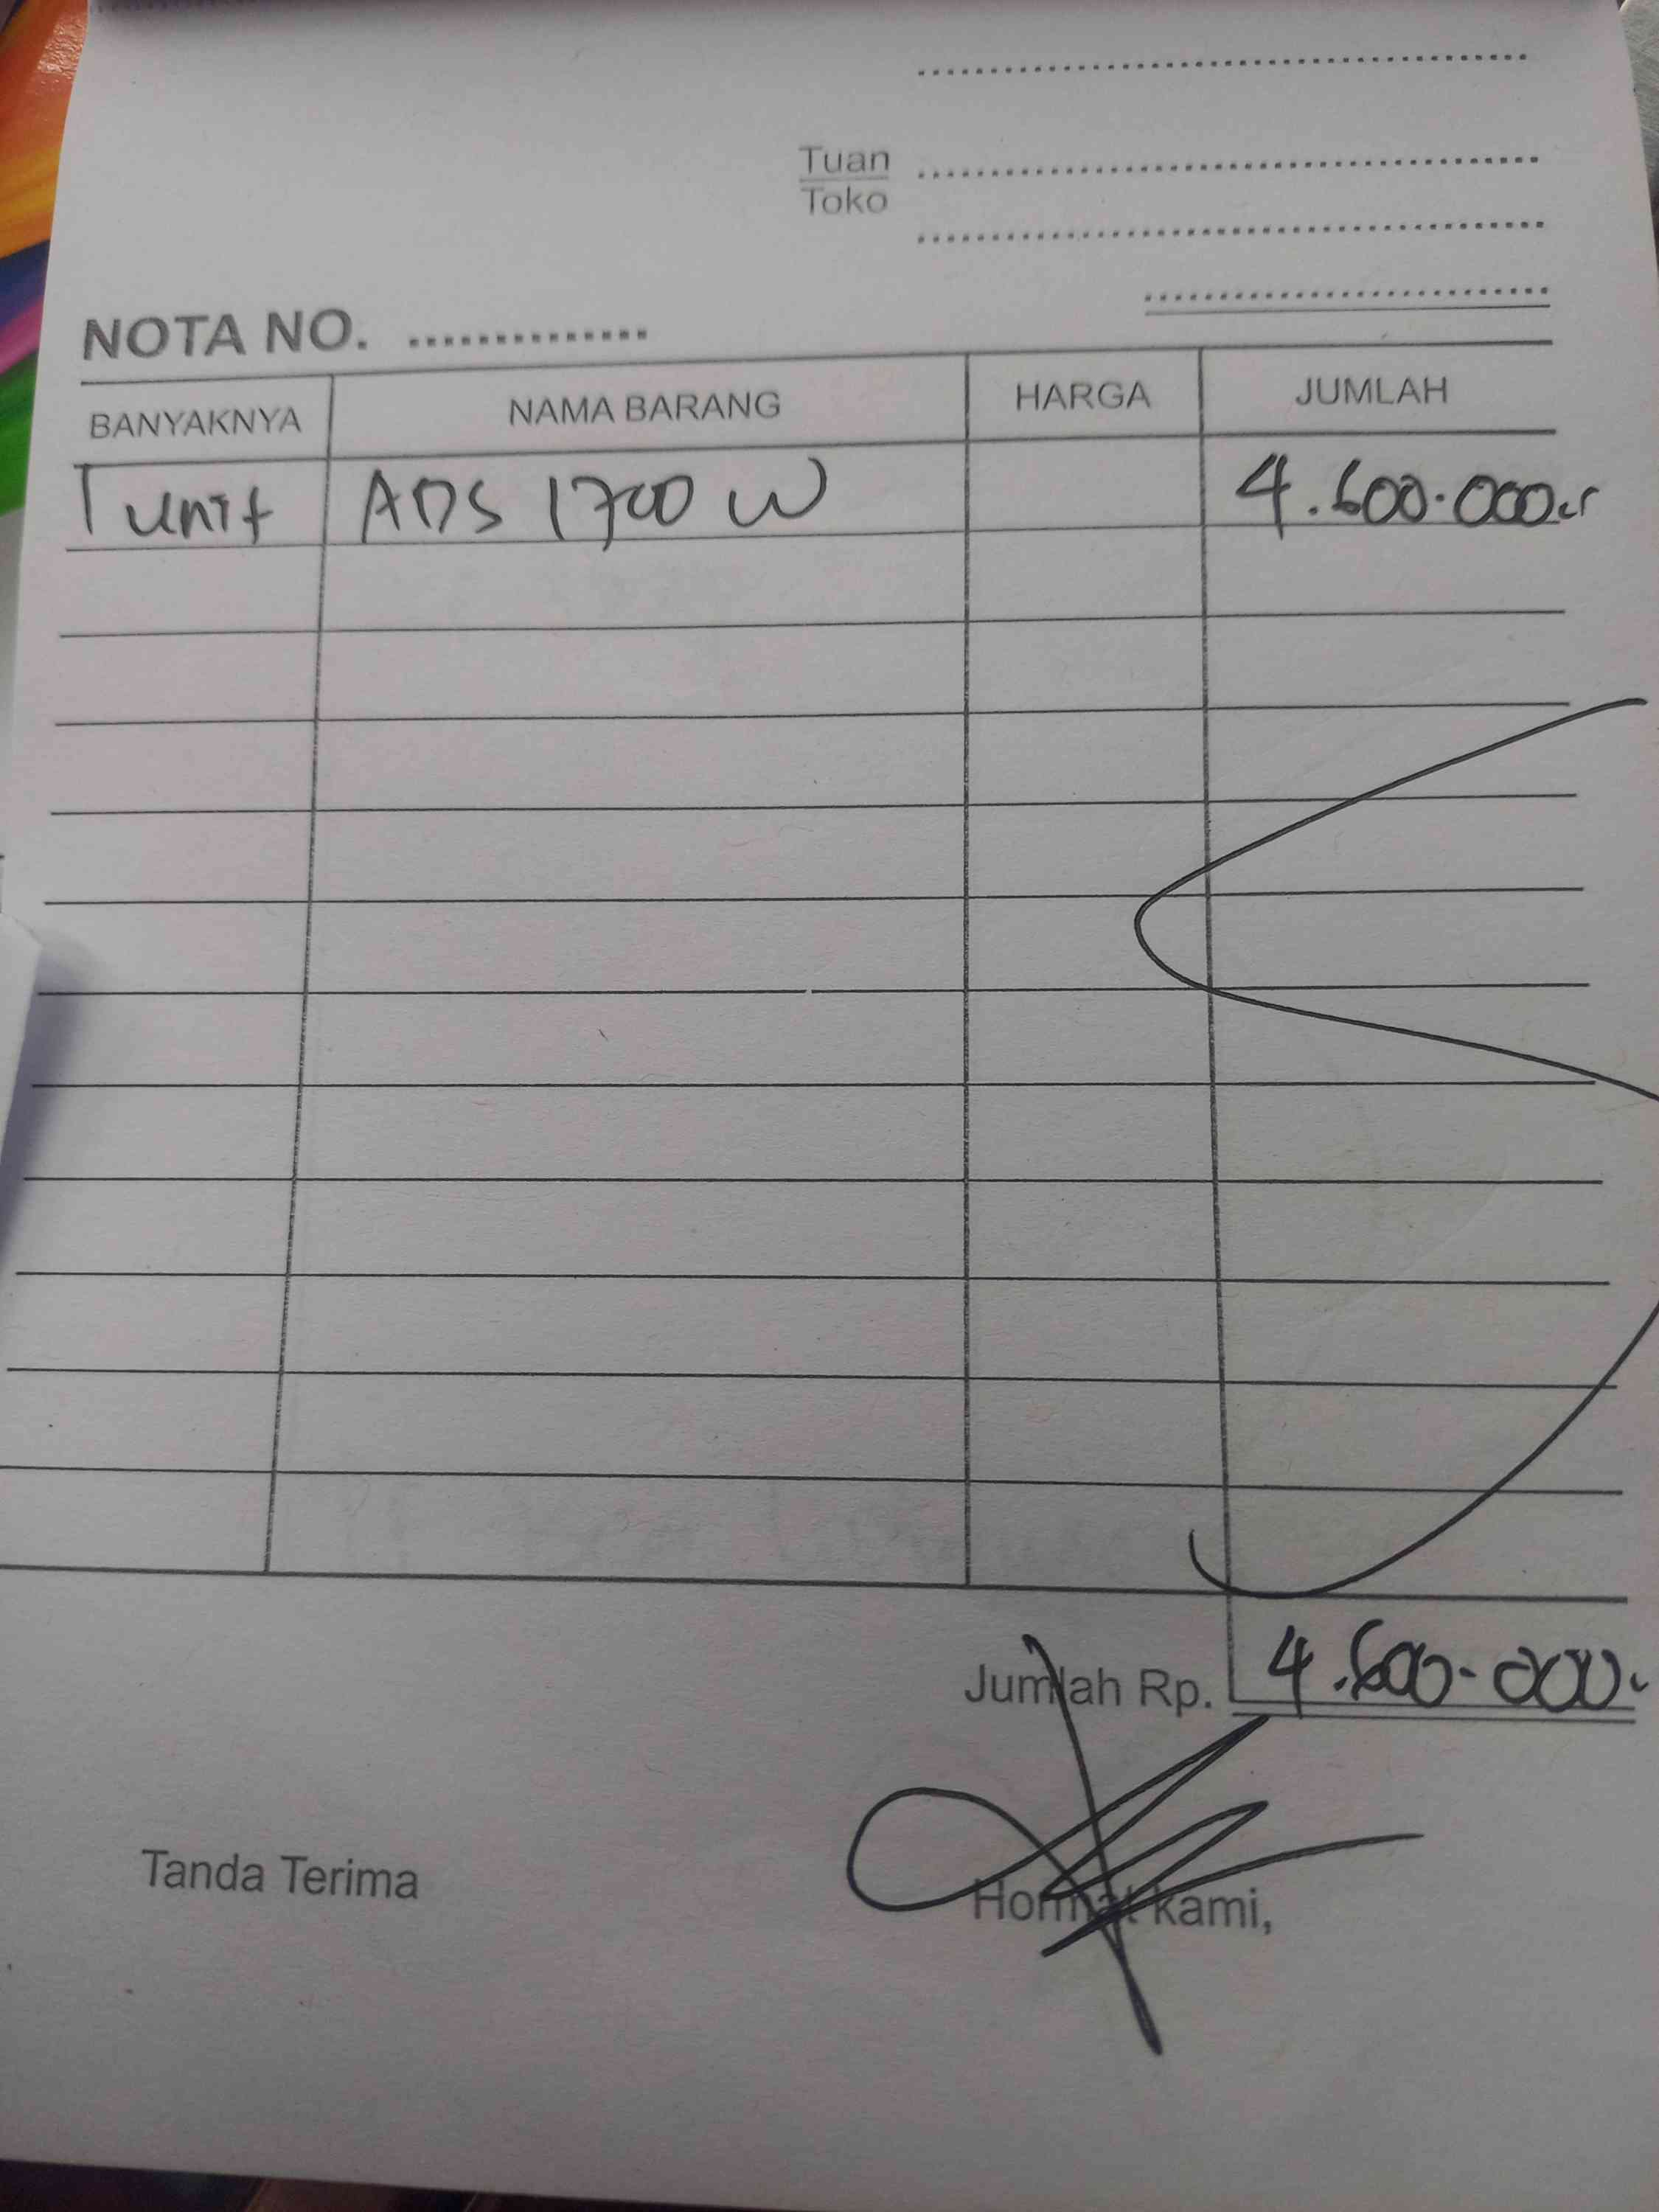 Tuan
Toko
NOTA NO. ..............
BANYAKNYA NAMA BARANG HARGA JUMLAH
1 unit ADS 1700 W 4.600.000.-
Jumlah Rp. 4.600.000.-
Tanda Terima Hormat kami,